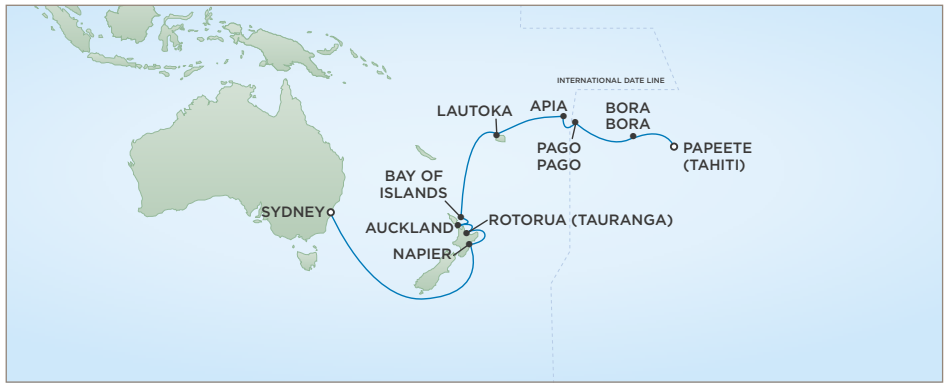 INTERNATIONAL DATE LINE
LAUTOKA
APIA
BORA
BORA
PAGO
PAGO
PAPEETE
(TAHITI)
BAY OF
ISLANDS
SYDNEY
AUCKLAND
ROTORUA (TAURANGA)
NAPIER